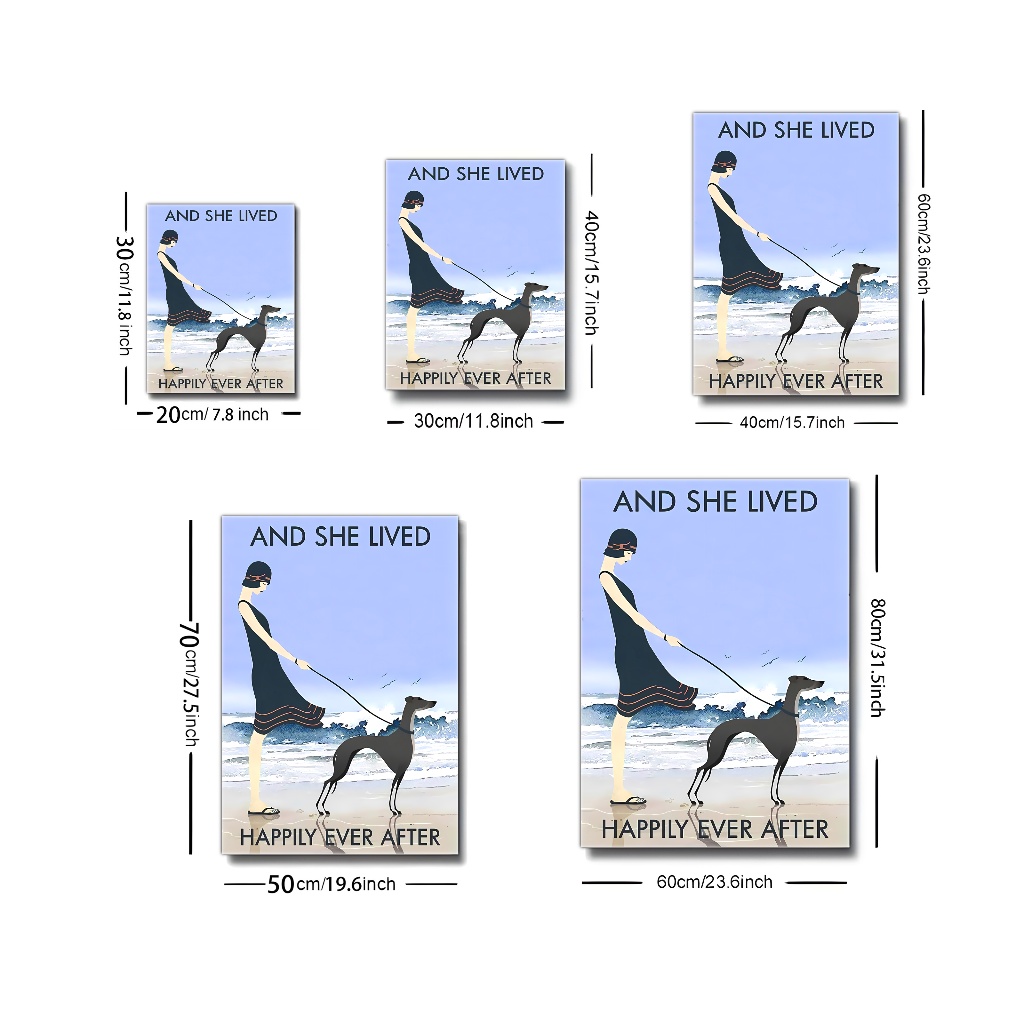 AND SHE LIVED
HAPPILY EVER AFTER
30cm/11.8 inch
20cm/ 7.8 inch
AND SHE LIVED
HAPPILY EVER AFTER
40cm/15.7inch
30cm/11.8inch
AND SHE LIVED
HAPPILY EVER AFTER
60cm/23.6inch
40cm/15.7inch
AND SHE LIVED
HAPPILY EVER AFTER
70cm/27.5inch
50cm/19.6inch
AND SHE LIVED
HAPPILY EVER AFTER
80cm/31.5inch
60cm/23.6inch